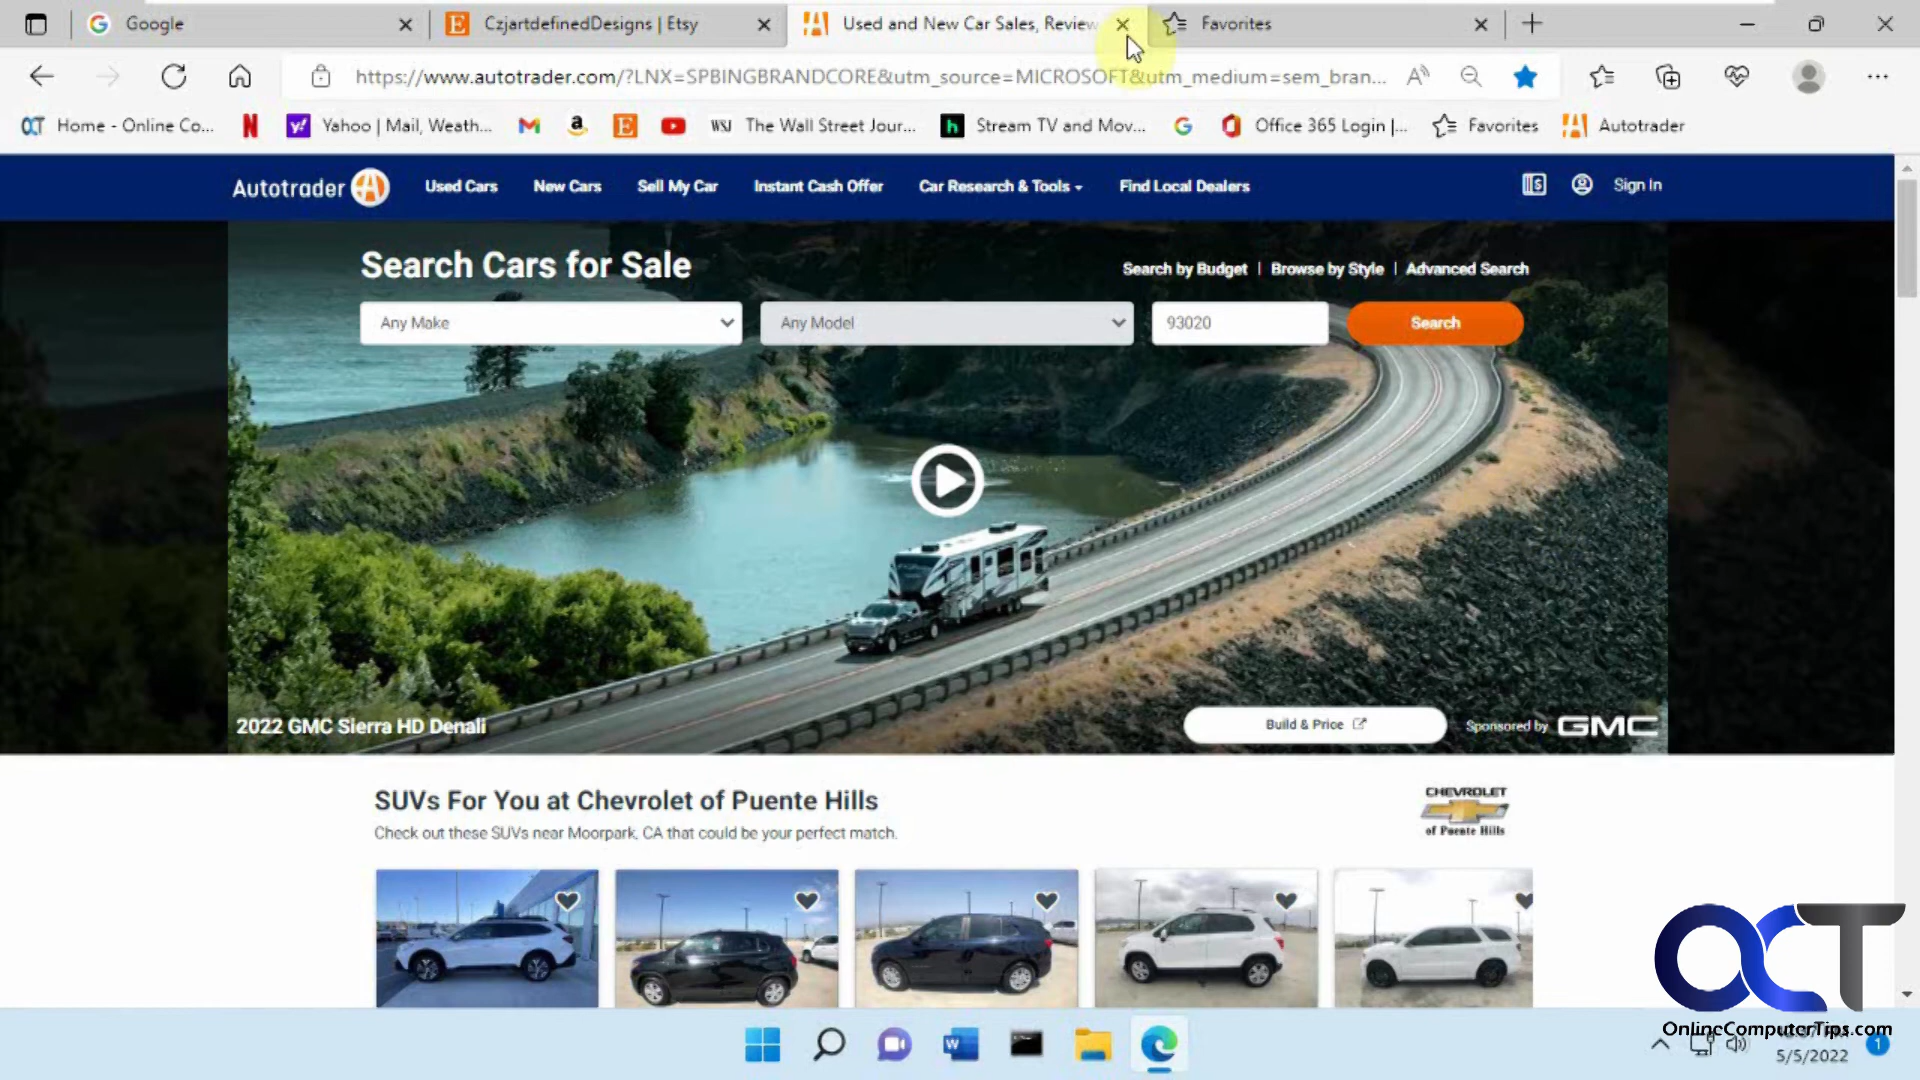 Google
CzjartdefinedDesigns | Etsy
Used and New Car Sales, Review
Favorites
https://www.autotrader.com/?LNX=SPBINGBRANDCORE&utm_source=MICROSOFT&utm_medium=sem_bran...
Home - Online Co...
Yahoo | Mail, Weath...
WSJ The Wall Street Jour...
Stream TV and Mov...
Office 365 Login |...
Favorites
Autotrader
Autotrader
Used Cars
New Cars
Sell My Car
Instant Cash Offer
Car Research & Tools
Find Local Dealers
Sign In
Search Cars for Sale
Search by Budget | Browse by Style | Advanced Search
Any Make
Any Model
93020
Search
2022 GMC Sierra HD Denali
Build & Price
Sponsored by GMC
SUVs For You at Chevrolet of Puente Hills
Check out these SUVs near Moorpark, CA that could be your perfect match.
CHEVROLET
of Puente Hills
OCT
OnlineComputerTips.com
5/5/2022
1